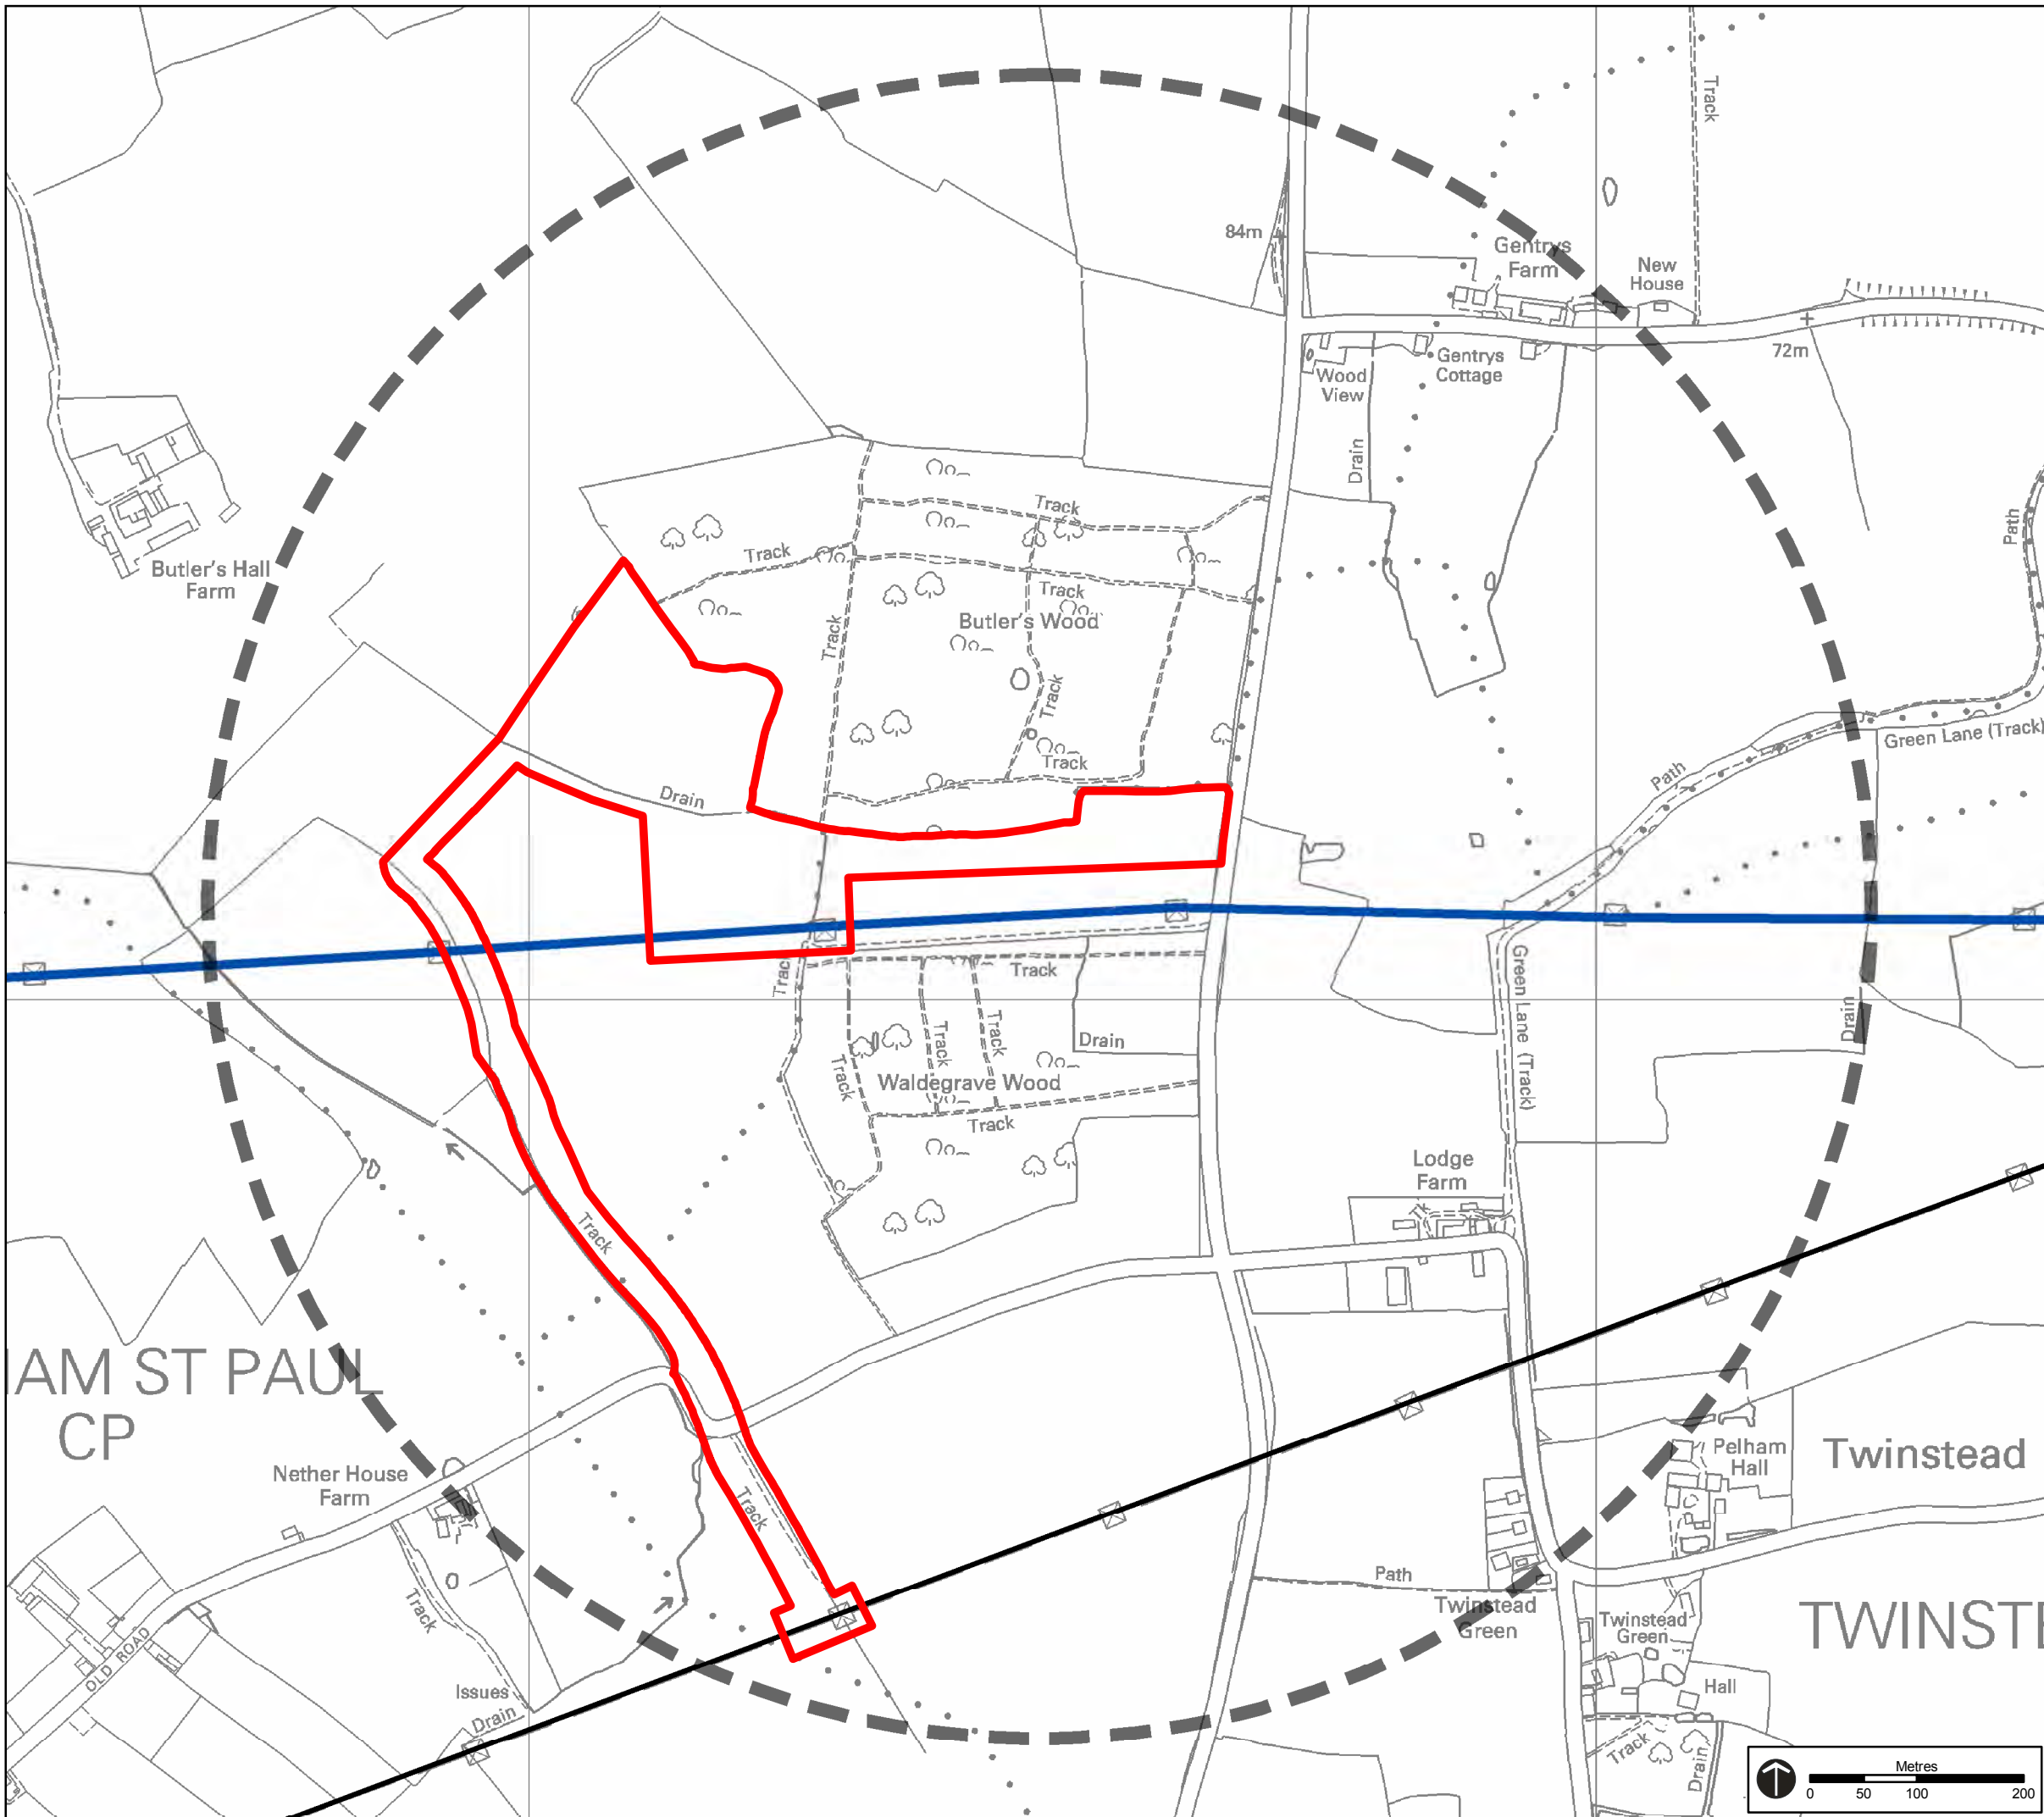 Track
84m
Gentrys
Farm
New
House
72m
Wood
View
Gentrys
Cottage
Drain
Path
Track
Track
Track
Butler's Hall
Farm
Butler's Wood
Track
Track
Track
Green Lane (Track)
Path
Drain
Track
Track
Green Lane (Track)
Drain
Track
Track
Drain
Track
Waldegrave Wood
Track
Lodge
Farm
Track
IAM ST PAUL
CP
Nether House
Farm
Pelham
Hall
Twinstead
Track
Path
Track
Twinstead
Green
Twinstead
Green
TWINSTE
OLD ROAD
Issues
Drain
Hall
Track
Drain
Metres
0 50 100 200